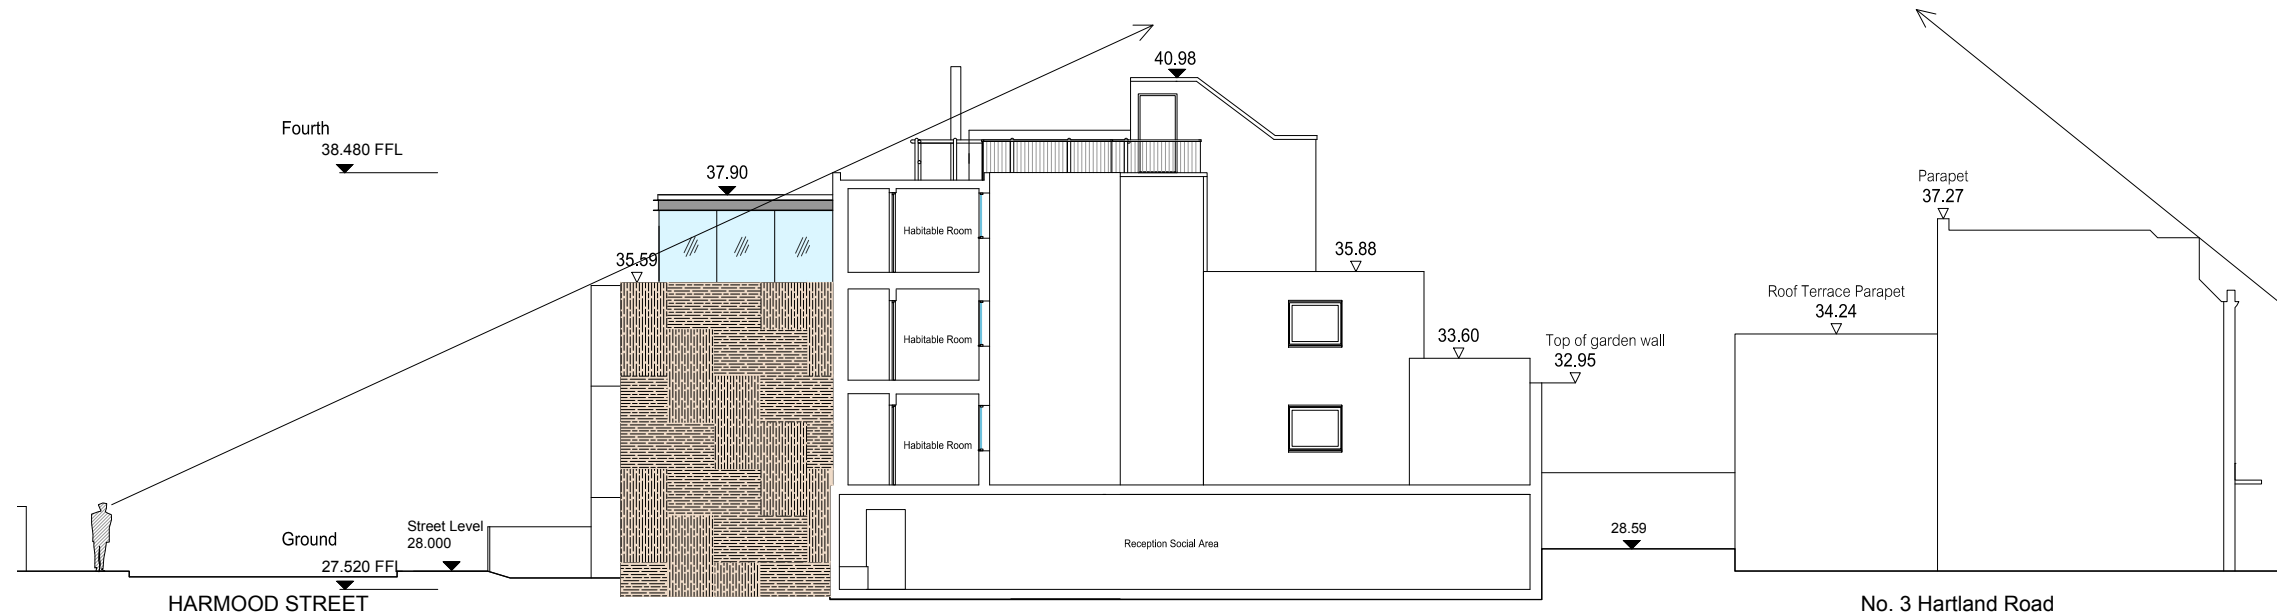 40.98
Fourth
38.480 FFL
37.90
Parapet
37.27
Habitable Room
35.59
35.88
Roof Terrace Parapet
34.24
Habitable Room
33.60
Top of garden wall
32.95
Habitable Room
Street Level
28.000
Ground
28.59
Reception Social Area
27.520 FFL
HARMOOD STREET
No. 3 Hartland Road